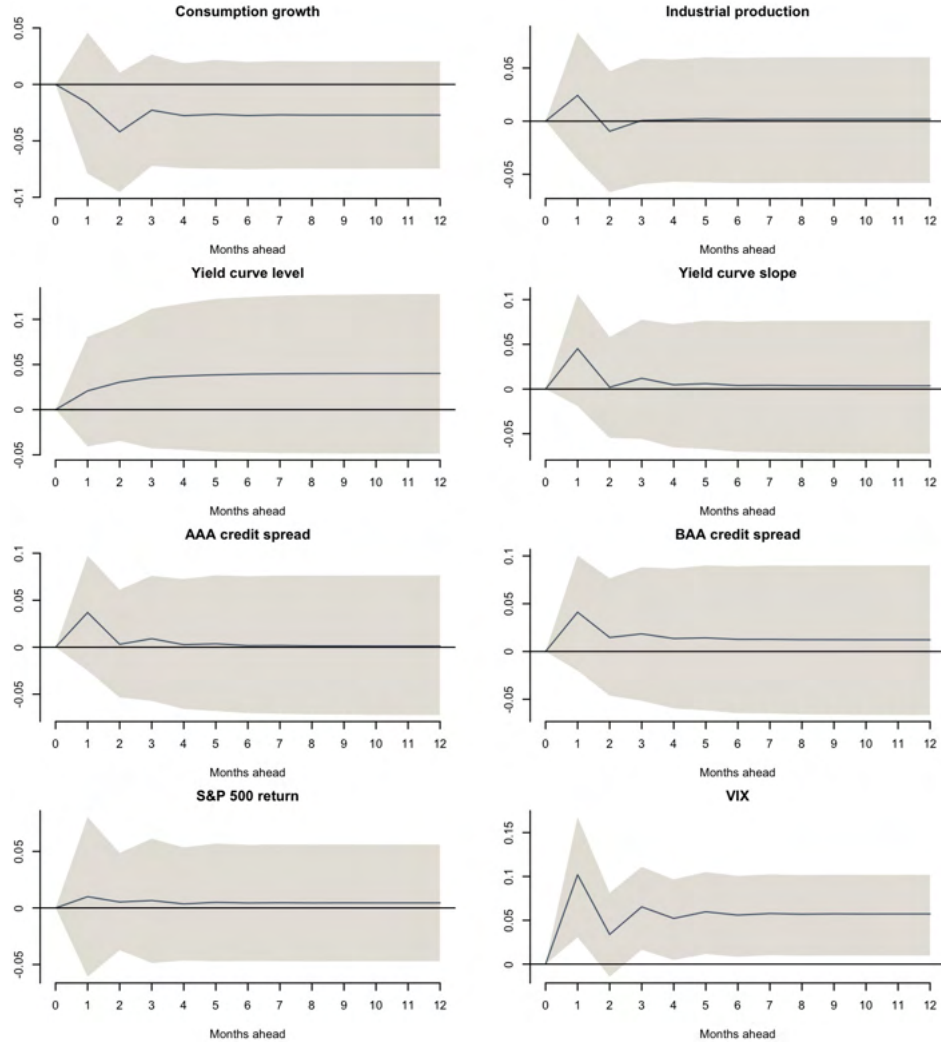 Consumption growth
0.05
0
-0.05
-0.1
0 1 2 3 4 5 6 7 8 9 10 11 12
Months ahead
Industrial production
0.05
0
-0.05
0 1 2 3 4 5 6 7 8 9 10 11 12
Months ahead
Yield curve level
0.1
0.05
0
-0.05
0 1 2 3 4 5 6 7 8 9 10 11 12
Months ahead
Yield curve slope
0.1
0.05
0
-0.05
0 1 2 3 4 5 6 7 8 9 10 11 12
Months ahead
AAA credit spread
0.1
0.05
0
-0.05
0 1 2 3 4 5 6 7 8 9 10 11 12
Months ahead
BAA credit spread
0.1
0.05
0
-0.05
0 1 2 3 4 5 6 7 8 9 10 11 12
Months ahead
S&P 500 return
0.05
0
-0.05
0 1 2 3 4 5 6 7 8 9 10 11 12
Months ahead
VIX
0.15
0.1
0.05
0
0 1 2 3 4 5 6 7 8 9 10 11 12
Months ahead